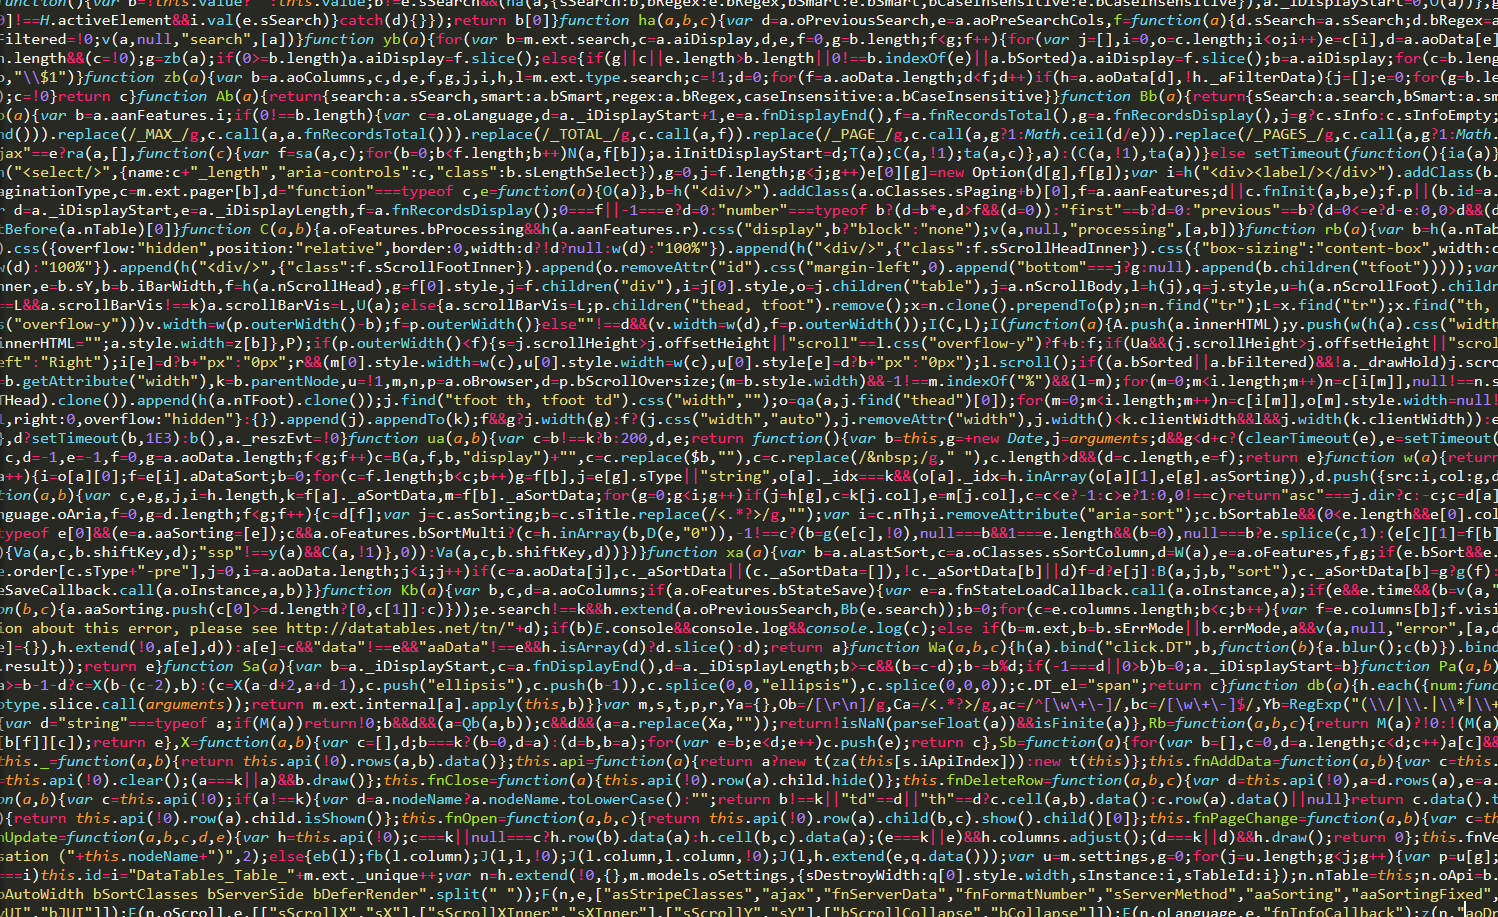 unction(b){var b=!this.value? :this.value;b!=e.sSearch&&(ha(a,{sSearch:b,bRegex:e.bRegex,bSmart:e.bSmart,bCaseInsensitive:e.bCaseInsensitive}),a._iDisplayStart=0,O(a))},g
0]!==H.activeElement&&i.val(e.sSearch)}catch(d){}});return b[0]}function ha(a,b,c){var d=a.oPreviousSearch,e=a.aoPreSearchCols,f=function(a){d.sSearch=a.sSearch;d.bRegex=a
Filtered=!0;v(a,null,"search",[a])}function yb(a){for(var b=m.ext.search,c=a.aiDisplay,d,e,f=0,g=b.length;f<g;f++){for(var j=[],i=0,o=c.length;i<o;i++)e=c[i],d=a.aoData[e]
h.length&&(c=!0);g=zb(a);if(0>=b.length)a.aiDisplay=f.slice();else{if(g||c||e.length>b.length||0!==b.indexOf(e)||a.bSorted)a.aiDisplay=f.slice();b=a.aiDisplay;for(c=b.leng
o,"\\$1")}function zb(a){var b=a.aoColumns,c,d,e,f,g,j,i,h,l=m.ext.type.search;c=!1;d=0;for(f=a.aoData.length;d<f;d++)if(h=a.aoData[d],!h._aFilterData){j=[];e=0;for(g=b.le
);c=!0}return c}function Ab(a){return{search:a.sSearch,smart:a.bSmart,regex:a.bRegex,caseInsensitive:a.bCaseInsensitive}}function Bb(a){return{sSearch:a.search,bSmart:a.sm
o(a){var b=a.aanFeatures.i;if(0!==b.length){var c=a.oLanguage,d=a._iDisplayStart+1,e=a.fnDisplayEnd(),f=a.fnRecordsTotal(),g=a.fnRecordsDisplay(),j=g?c.sInfo:c.sInfoEmpty;
nd())).replace(/_MAX_/g,c.call(a,a.fnRecordsTotal())).replace(/_TOTAL_/g,c.call(a,f)).replace(/_PAGE_/g,c.call(a,g?1:Math.ceil(d/e))).replace(/_PAGES_/g,c.call(a,g?1:Math.
jax"==e?ra(a,[],function(c){var f=sa(a,c);for(b=0;b<f.length;b++)N(a,f[b]);a.iInitDisplayStart=d;T(a);C(a,!1);ta(a,c)},a):(C(a,!1),ta(a))}else setTimeout(function(){ia(a)}
h("<select/>",{name:c+"_length","aria-controls":c,"class":b.sLengthSelect}),g=0,j=f.length;g<j;g++)e[0][g]=new Option(d[g],f[g]);var i=h("<div><label/></div>").addClass(b.
aginationType,c=m.ext.pager[b],d="function"===typeof c,e=function(a){O(a)},b=h("<div/>").addClass(a.oClasses.sPaging+b)[0],f=a.aanFeatures;d||c.fnInit(a,b,e);f.p||(b.id=a.
r d=a._iDisplayStart,e=a._iDisplayLength,f=a.fnRecordsDisplay();0===f||-1===e?d=0:"number"===typeof b?(d=b*e,d>f&&(d=0)):"first"==b?d=0:"previous"==b?(d=0<=e?d-e:0,0>d&&(d
tBefore(a.nTable)[0]}function C(a,b){a.oFeatures.bProcessing&&h(a.aanFeatures.r).css("display",b?"block":"none");v(a,null,"processing",[a,b])}function rb(a){var b=h(a.nTab
).css({overflow:"hidden",position:"relative",border:0,width:d?!d?null:w(d):"100%"}).append(h("<div/>",{"class":f.sScrollHeadInner}).css({"box-sizing":"content-box",width:c
w(d):"100%"}).append(h("<div/>",{"class":f.sScrollFootInner}).append(o.removeAttr("id").css("margin-left",0).append("bottom"===j?g:null).append(b.children("tfoot")))));var
nner,e=b.sY,b=b.iBarWidth,f=h(a.nScrollHead),g=f[0].style,j=f.children("div"),i=j[0].style,o=j.children("table"),j=a.nScrollBody,l=h(j),q=j.style,u=h(a.nScrollFoot).childr
==L&&a.scrollBarVis!==k)a.scrollBarVis=L,U(a);else{a.scrollBarVis=L;p.children("thead, tfoot").remove();x=n.clone().prependTo(p);n=n.find("tr");L=x.find("tr");x.find("th,
s("overflow-y")))v.width=w(p.outerWidth()-b);f=p.outerWidth()}else""!==d&&(v.width=w(d),f=p.outerWidth());I(C,L);I(function(a){A.push(a.innerHTML);y.push(w(h(a).css("width
innerHTML="";a.style.width=z[b]},P);if(p.outerWidth()<f){s=j.scrollHeight>j.offsetHeight||"scroll"==l.css("overflow-y")?f+b:f;if(Ua&&(j.scrollHeight>j.offsetHeight||"scrol
eft":"Right");i[e]=d?b+"px":"0px";r&&(m[0].style.width=w(c),u[0].style.width=w(c),u[0].style[e]=d?b+"px":"0px");l.scroll();if((a.bSorted||a.bFiltered)&&!a._drawHold)j.scro
=b.getAttribute("width"),k=b.parentNode,u=!1,m,n,p=a.oBrowser,d=p.bScrollOversize;(m=b.style.width)&&-1!==m.indexOf("%")&&(l=m);for(m=0;m<i.length;m++)n=c[i[m]],null!==n.s
THead).clone()).append(h(a.nTFoot).clone());j.find("tfoot th, tfoot td").css("width","");o=qa(a,j.find("thead")[0]);for(m=0;m<i.length;m++)n=c[i[m]],o[m].style.width=null!
1,right:0,overflow:"hidden"}:{}).append(j).appendTo(k);f&&g?j.width(g):f?(j.css("width","auto"),j.removeAttr("width"),j.width()<k.clientWidth&&l&&j.width(k.clientWidth)):e
},d?setTimeout(b,1E3):b(),a._reszEvt=!0}function ua(a,b){var c=b!==k?b:200,d,e;return function(){var b=this,g=+new Date,j=arguments;d&&g<d+c?(clearTimeout(e),e=setTimeout(
c,d=-1,e=-1,f=0,g=a.aoData.length;f<g;f++)c=B(a,f,b,"display")+"",c=c.replace($b,""),c=c.replace(/&nbsp;/g," "),c.length>d&&(d=c.length,e=f);return e}function w(a){return
a++){i=o[a][0];f=e[i].aDataSort;b=0;for(c=f.length;b<c;b++)g=f[b],j=e[g].sType||"string",o[a]._idx===k&&(o[a]._idx=h.inArray(o[a][1],e[g].asSorting)),d.push({src:i,col:g,d
tion(a,b){var c,e,g,j,i=h.length,k=f[a]._aSortData,m=f[b]._aSortData;for(g=0;g<i;g++)if(j=h[g],c=k[j.col],e=m[j.col],c=c<e?-1:c>e?1:0,0!==c)return"asc"===j.dir?c:-c;c=d[a]
nguage.oAria,f=0,g=d.length;f<g;f++){c=d[f];var j=c.asSorting;b=c.sTitle.replace(/<.*?>/g,"");var i=c.nTh;i.removeAttribute("aria-sort");c.bSortable&&(0<e.length&&e[0].col
typeof e[0]&&(e=a.aaSorting=[e]);c&&a.oFeatures.bSortMulti?(c=h.inArray(b,D(e,"0")),-1!==c?(b=g(e[c],!0),null===b&&1===e.length&&(b=0),null===b?e.splice(c,1):(e[c][1]=f[b]
){Va(a,c,b.shiftKey,d);"ssp"!==y(a)&&C(a,!1)},0)):Va(a,c,b.shiftKey,d))})}function xa(a){var b=a.aLastSort,c=a.oClasses.sSortColumn,d=W(a),e=a.oFeatures,f,g;if(e.bSort&&e.
e.order[c.sType+"-pre"],j=0,i=a.aoData.length;j<i;j++)if(c=a.aoData[j],c._aSortData||(c._aSortData=[]),!c._aSortData[b]||d)f=d?e[j]:B(a,j,b,"sort"),c._aSortData[b]=g?g(f):
eSaveCallback.call(a.oInstance,a,b)}}function Kb(a){var b,c,d=a.aoColumns;if(a.oFeatures.bStateSave){var e=a.fnStateLoadCallback.call(a.oInstance,a);if(e&&e.time&&(b=v(a,"
on(b,c){a.aaSorting.push(c[0]>=d.length?[0,c[1]]:c)}));e.search!==k&&h.extend(a.oPreviousSearch,Bb(e.search));b=0;for(c=e.columns.length;b<c;b++){var f=e.columns[b];f.visi
ion about this error, please see http://datatables.net/tn/"+d);if(b)E.console&&console.log&&console.log(c);else if(b=m.ext,b=b.sErrMode||b.errMode,a&&v(a,null,"error",[a,d
e]={}),h.extend(!0,a[e],d)):a[e]=c&&"data"!==e&&"aaData"!==e&&h.isArray(d)?d.slice():d);return a}function Wa(a,b,c){h(a).bind("click.DT",b,function(b){a.blur();c(b)}).bind
.result));return e}function Sa(a){var b=a._iDisplayStart,c=a.fnDisplayEnd(),d=a._iDisplayLength;b>=c&&(b=c-d);b-=b%d;if(-1===d||0>b)b=0;a._iDisplayStart=b}function Pa(a,b)
a>=b-1-d?c=X(b-(c-2),b):(c=X(a-d+2,a+d-1),c.push("ellipsis"),c.push(b-1)),c.splice(0,0,"ellipsis"),c.splice(0,0,0));c.DT_el="span";return c}function db(a){h.each({num:func
otype.slice.call(arguments));return m.ext.internal[a].apply(this,b)}}var m,s,t,p,r,Ya={},Ob=/[\r\n]/g,Ca=/<.*?>/g,ac=/^[\w\+\-]/,bc=/[\w\+\-]$/,Yb=RegExp("(\\/|\\.|\\*|\\+
{var d="string"===typeof a;if(M(a))return!0;b&&d&&(a=Qb(a,b));c&&d&&(a=a.replace(Xa,""));return!isNaN(parseFloat(a))&&isFinite(a)},Rb=function(a,b,c){return M(a)?!0:!(M(a)
[b[f]][c]);return e},X=function(a,b){var c=[],d;b===k?(b=0,d=a):(d=b,b=a);for(var e=b;e<d;e++)c.push(e);return c},Sb=function(a){for(var b=[],c=0,d=a.length;c<d;c++)a[c]&&
this._=function(a,b){return this.api(!0).rows(a,b).data()};this.api=function(a){return a?new t(za(this[s.iApiIndex])):new t(this)};this.fnAddData=function(a,b){var c=this.
=this.api(!0).clear();(a===k||a)&&b.draw()};this.fnClose=function(a){this.api(!0).row(a).child.hide()};this.fnDeleteRow=function(a,b,c){var d=this.api(!0),a=d.rows(a),e=a.
on(a,b){var c=this.api(!0);if(a!==k){var d=a.nodeName?a.nodeName.toLowerCase():"";return b!==k||"td"==d||"th"==d?c.cell(a,b).data():c.row(a).data()||null}return c.data().t
){return this.api(!0).row(a).child.isShown()};this.fnOpen=function(a,b,c){return this.api(!0).row(a).child(b,c).show().child()[0]};this.fnPageChange=function(a,b){var c=th
nUpdate=function(a,b,c,d,e){var h=this.api(!0);c===k||null===c?h.row(b).data(a):h.cell(b,c).data(a);(e===k||e)&&h.columns.adjust();(d===k||d)&&h.draw();return 0};this.fnVe
sation ("+this.nodeName+")",2);else{eb(l);fb(l.column);J(l,l,!0);J(l.column,l.column,!0);J(l,h.extend(e,q.data()));var u=m.settings,g=0;for(j=u.length;g<j;g++){var p=u[g];
===i)this.id=i="DataTables_Table_"+m.ext._unique++;var n=h.extend(!0,{},m.models.oSettings,{sDestroyWidth:q[0].style.width,sInstance:i,sTableId:i});n.nTable=this;n.oApi=b.
bAutoWidth bSortClasses bServerSide bDeferRender".split(" "));F(n,e,["asStripeClasses","ajax","fnServerData","fnFormatNumber","sServerMethod","aaSorting","aaSortingFixed",
yUI","bJUI"]]);F(n.oScroll,e,[["sScrollX","sX"],["sScrollXInner","sXInner"],["sScrollY","sY"],["bScrollCollapse","bCollapse"]]);F(n.oLanguage,e,"fnInfoCallback");z(n,"aoD